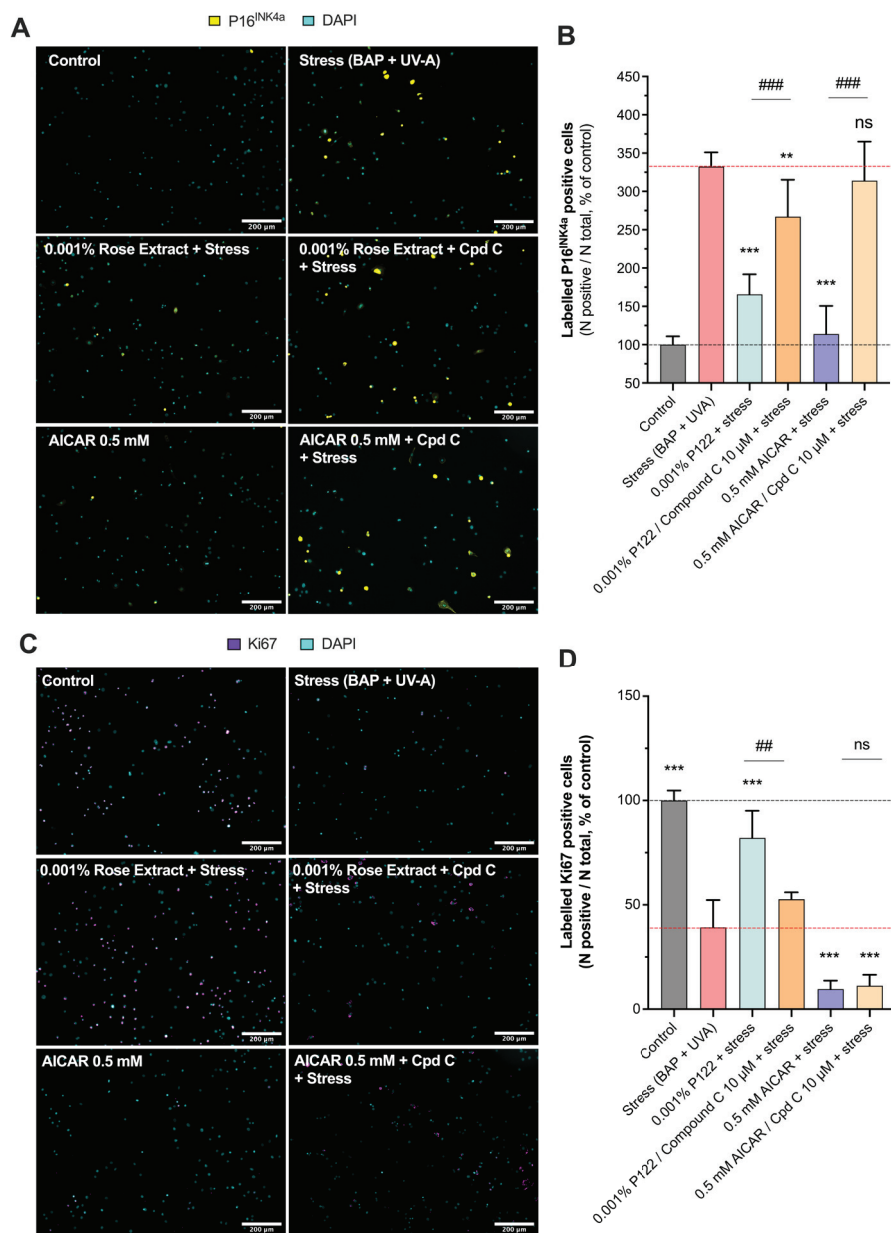 A
P16^INK4a DAPI
Control
Stress (BAP + UV-A)
200 µm
200 µm
0.001% Rose Extract + Stress
0.001% Rose Extract + Cpd C
+ Stress
200 µm
200 µm
AICAR 0.5 mM
AICAR 0.5 mM + Cpd C
+ Stress
200 µm
200 µm
B
Labelled P16^INK4a positive cells
(N positive / N total, % of control)
450
400
350
300
250
200
150
100
50
###
###
**
ns
***
***
Control
Stress (BAP + UVA)
0.001% P122 + stress
0.001% P122 / Compound C 10 µM + stress
0.5 mM AICAR + stress
0.5 mM AICAR / Cpd C 10 µM + stress
C
Ki67 DAPI
Control
Stress (BAP + UV-A)
200 µm
200 µm
0.001% Rose Extract + Stress
0.001% Rose Extract + Cpd C
+ Stress
200 µm
200 µm
AICAR 0.5 mM
AICAR 0.5 mM + Cpd C
+ Stress
200 µm
200 µm
D
Labelled Ki67 positive cells
(N positive / N total, % of control)
150
100
50
0
##
ns
***
***
***
***
Control
Stress (BAP + UVA)
0.001% P122 + stress
0.001% P122 / Compound C 10 µM + stress
0.5 mM AICAR + stress
0.5 mM AICAR / Cpd C 10 µM + stress